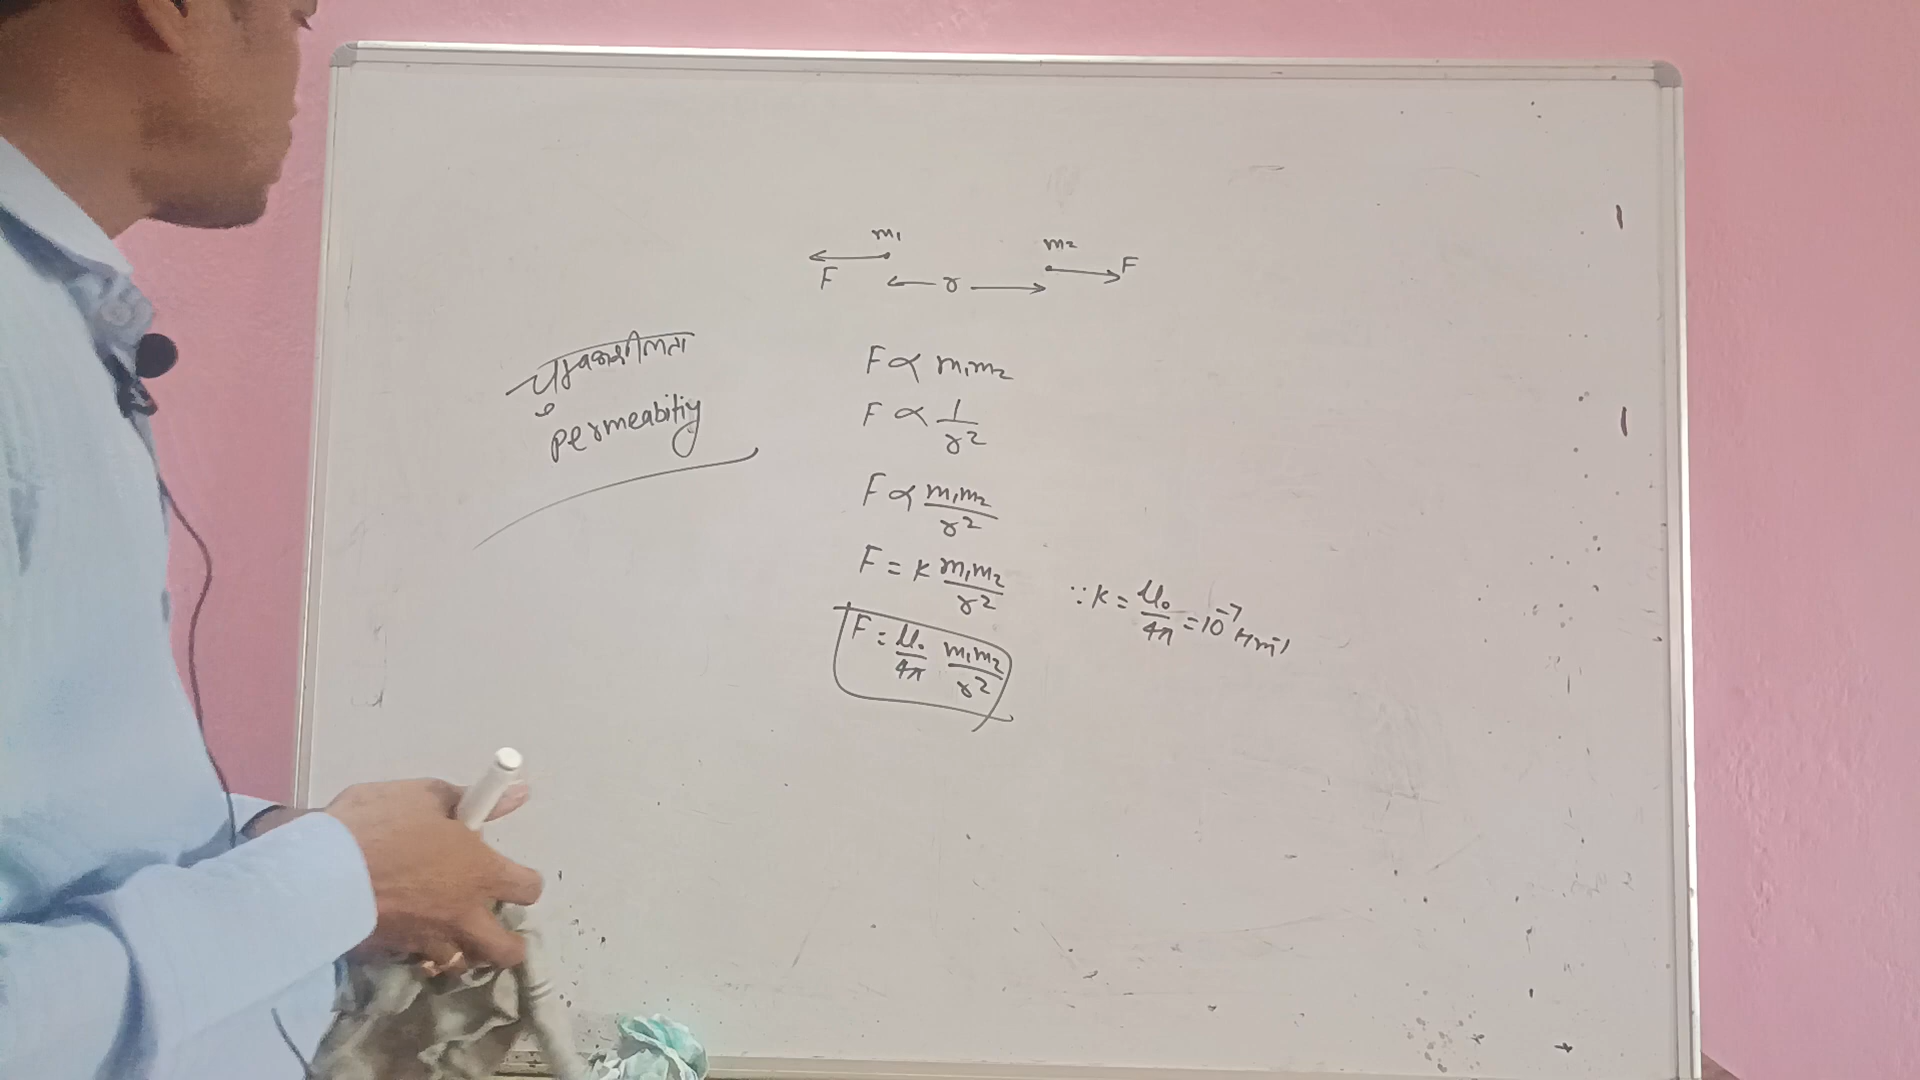 m₁ m₂
F r F
चुम्बकशीलता
permeabitiy
F ∝ m₁m₂
F ∝ 1/r²
F ∝ m₁m₂/r²
F = K m₁m₂/r² ∵ K = μ₀/4π = 10⁻⁷ Hm⁻¹
F = μ₀/4π m₁m₂/r²